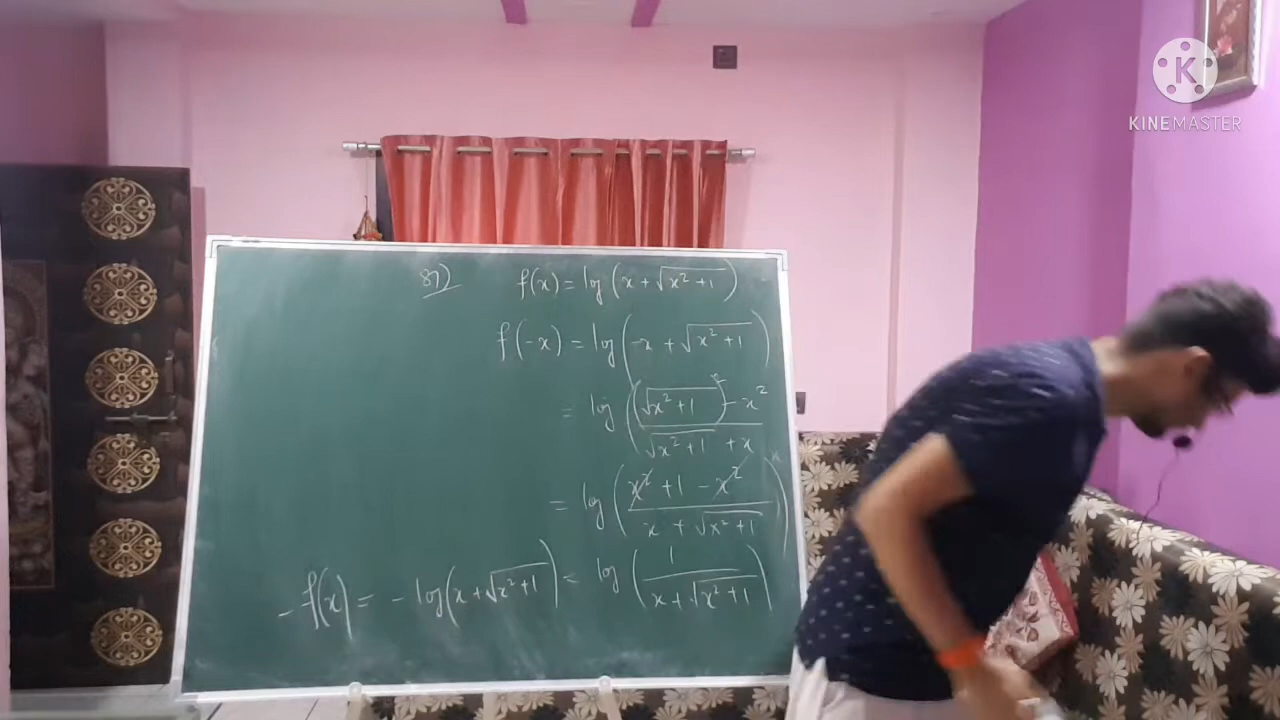 K
KINEMASTER
87) f(x) = log (x + √(x² + 1))
f(-x) = log (-x + √(x² + 1))
= log ((√(x² + 1))² - x² / √(x² + 1) + x)
= log (x² + 1 - x² / x + √(x² + 1))
- f(x) = - log (x + √(x² + 1)) = log (1 / x + √(x² + 1))